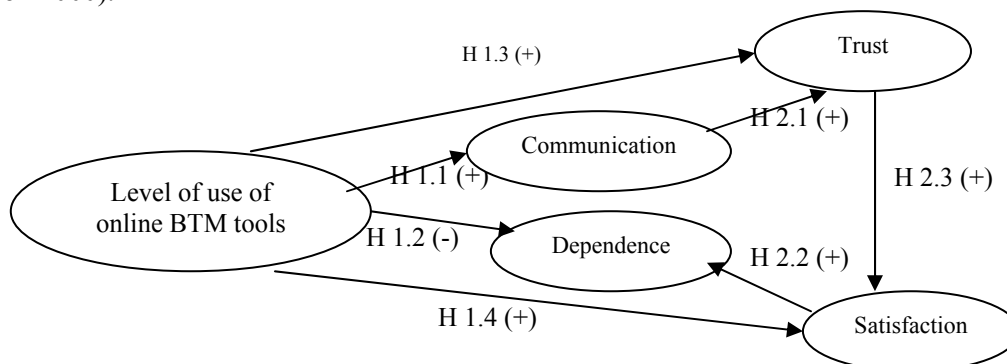 Trust
H 1.3 (+)
H 2.1 (+)
Communication
H 1.1 (+)
H 2.3 (+)
Level of use of
online BTM tools
H 1.2 (-)
Dependence
H 2.2 (+)
H 1.4 (+)
Satisfaction